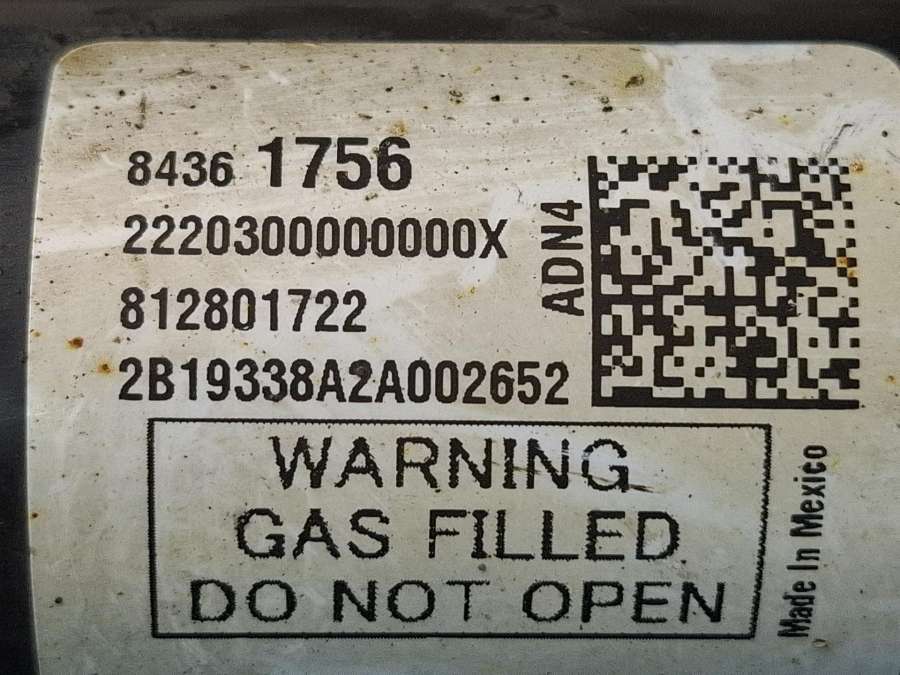 8436 1756
2220300000000X
812801722
2B19338A2A002652
ADN4
WARNING
GAS FILLED
DO NOT OPEN
Made In Mexico